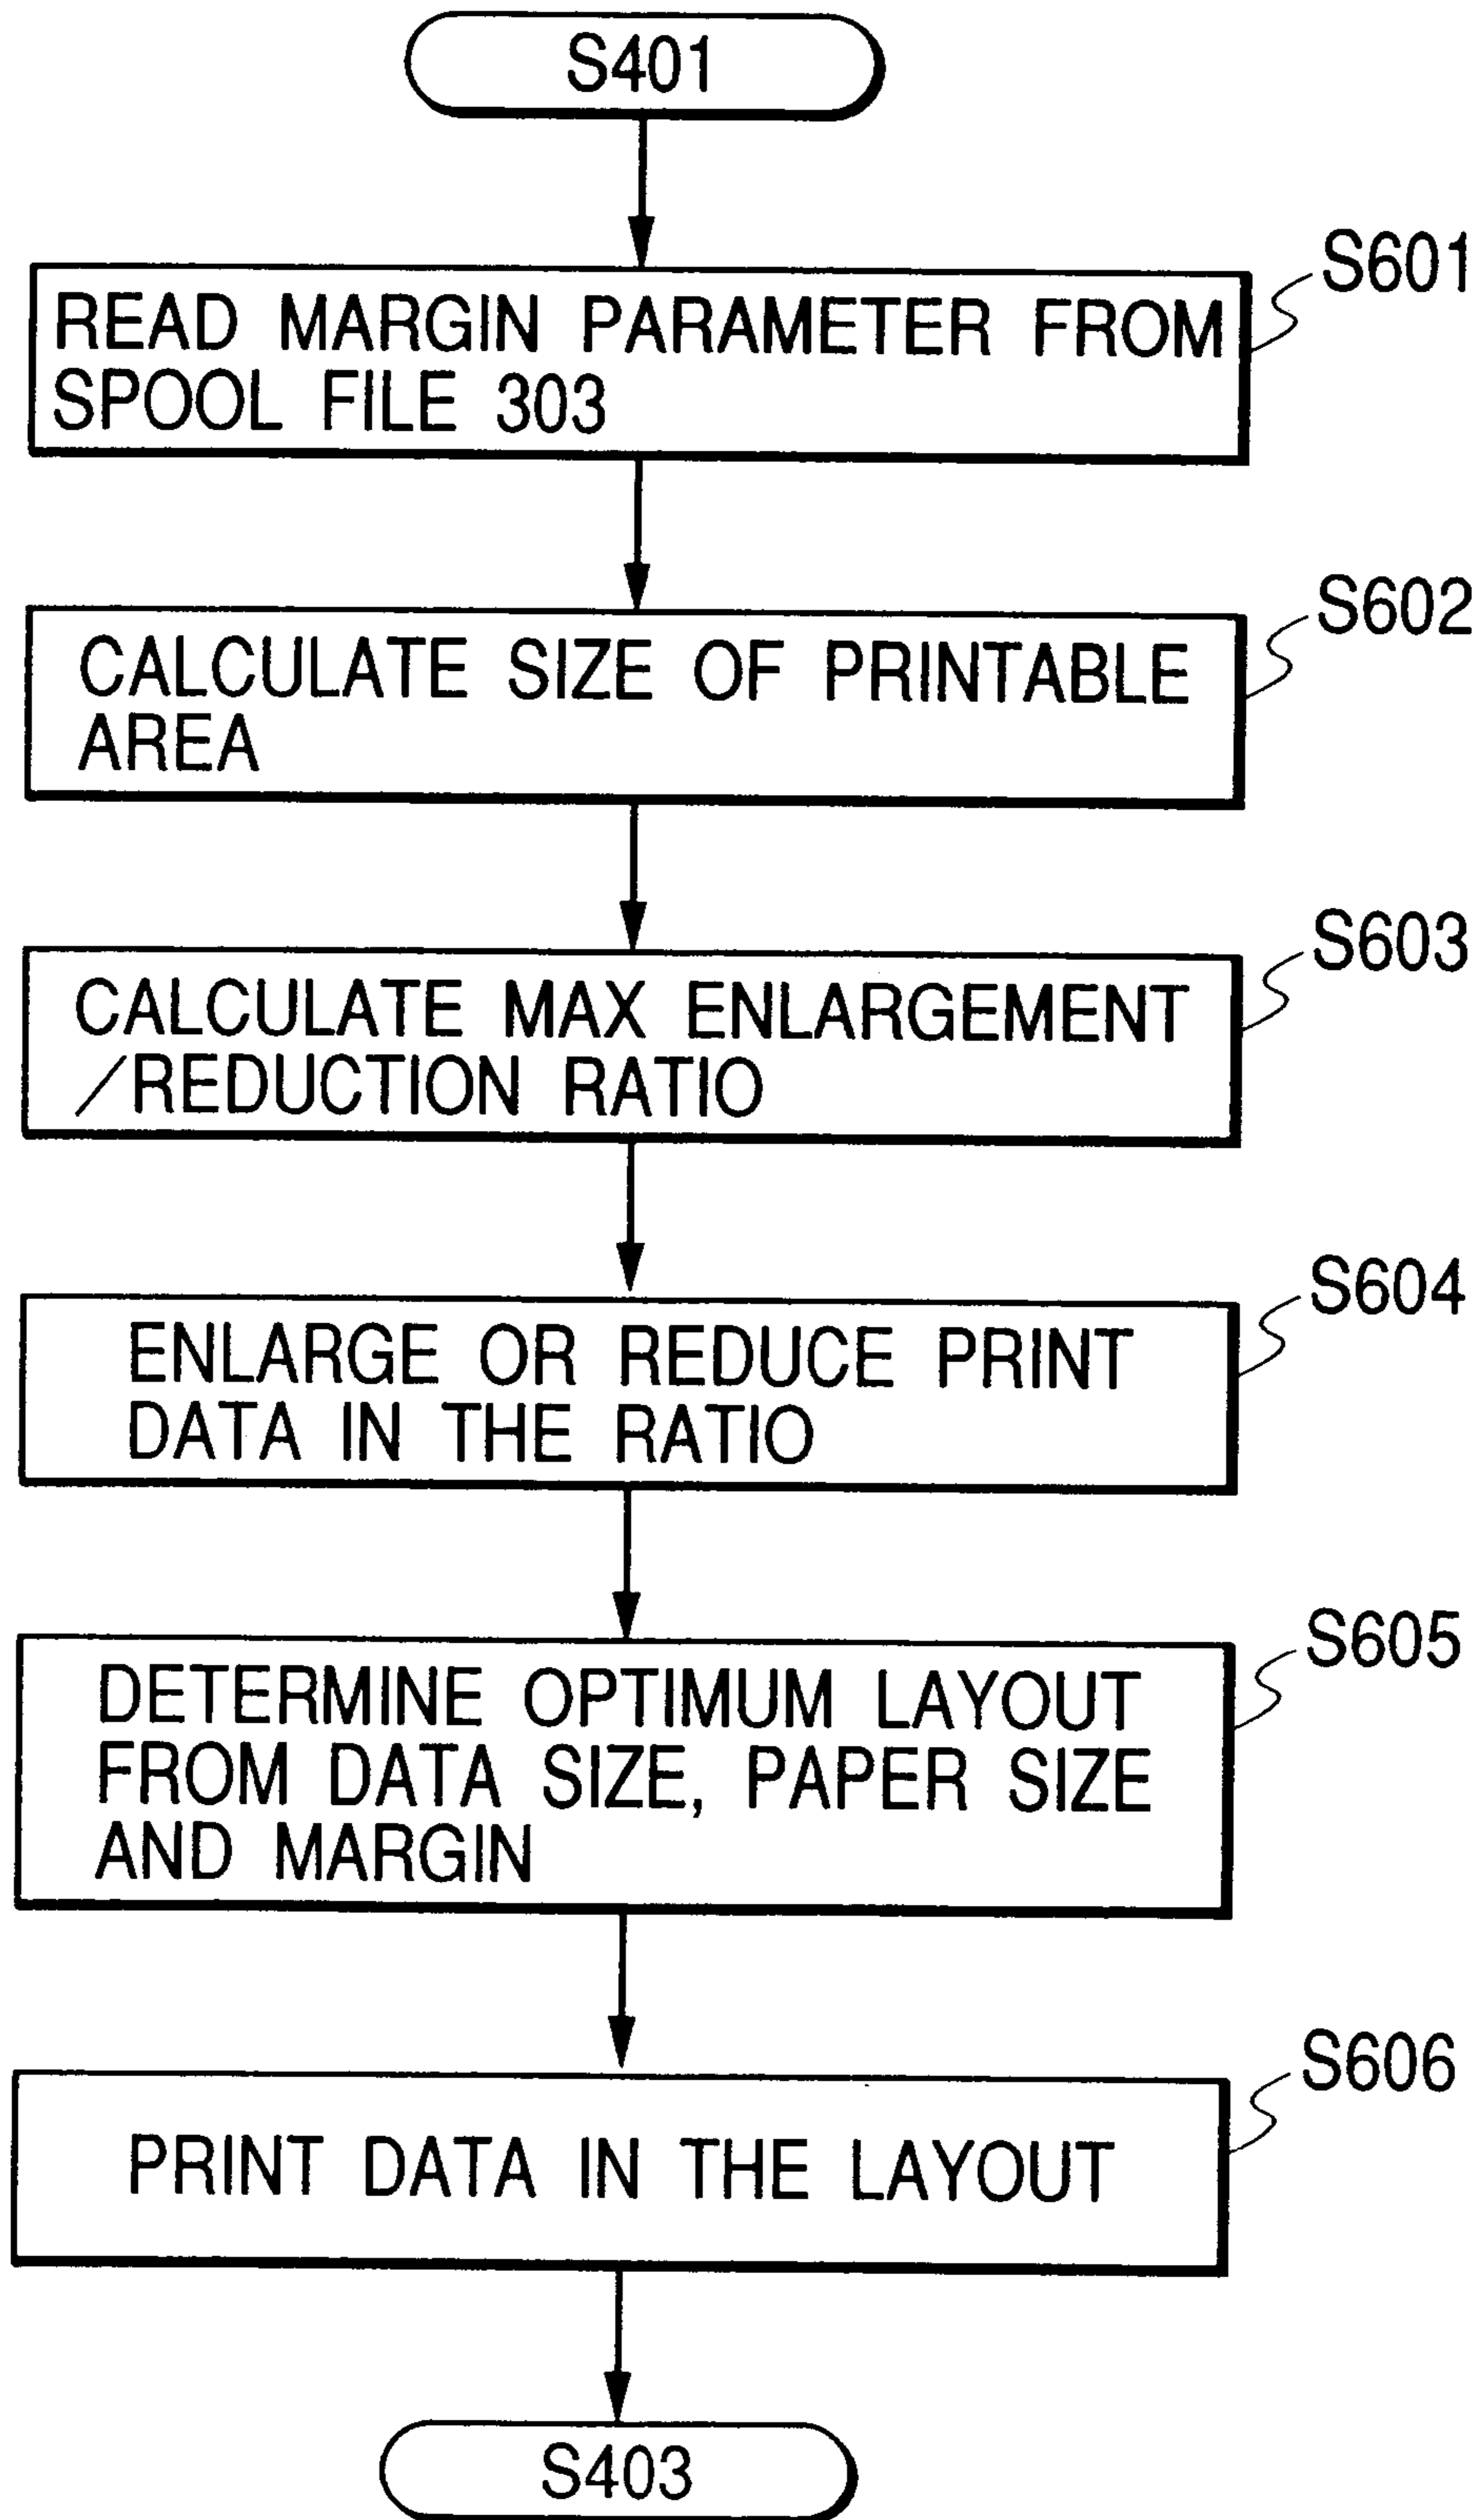 S401
S601
READ MARGIN PARAMETER FROM
SPOOL FILE 303
S602
CALCULATE SIZE OF PRINTABLE
AREA
S603
CALCULATE MAX ENLARGEMENT
/REDUCTION RATIO
S604
ENLARGE OR REDUCE PRINT
DATA IN THE RATIO
S605
DETERMINE OPTIMUM LAYOUT
FROM DATA SIZE, PAPER SIZE
AND MARGIN
S606
PRINT DATA IN THE LAYOUT
S403